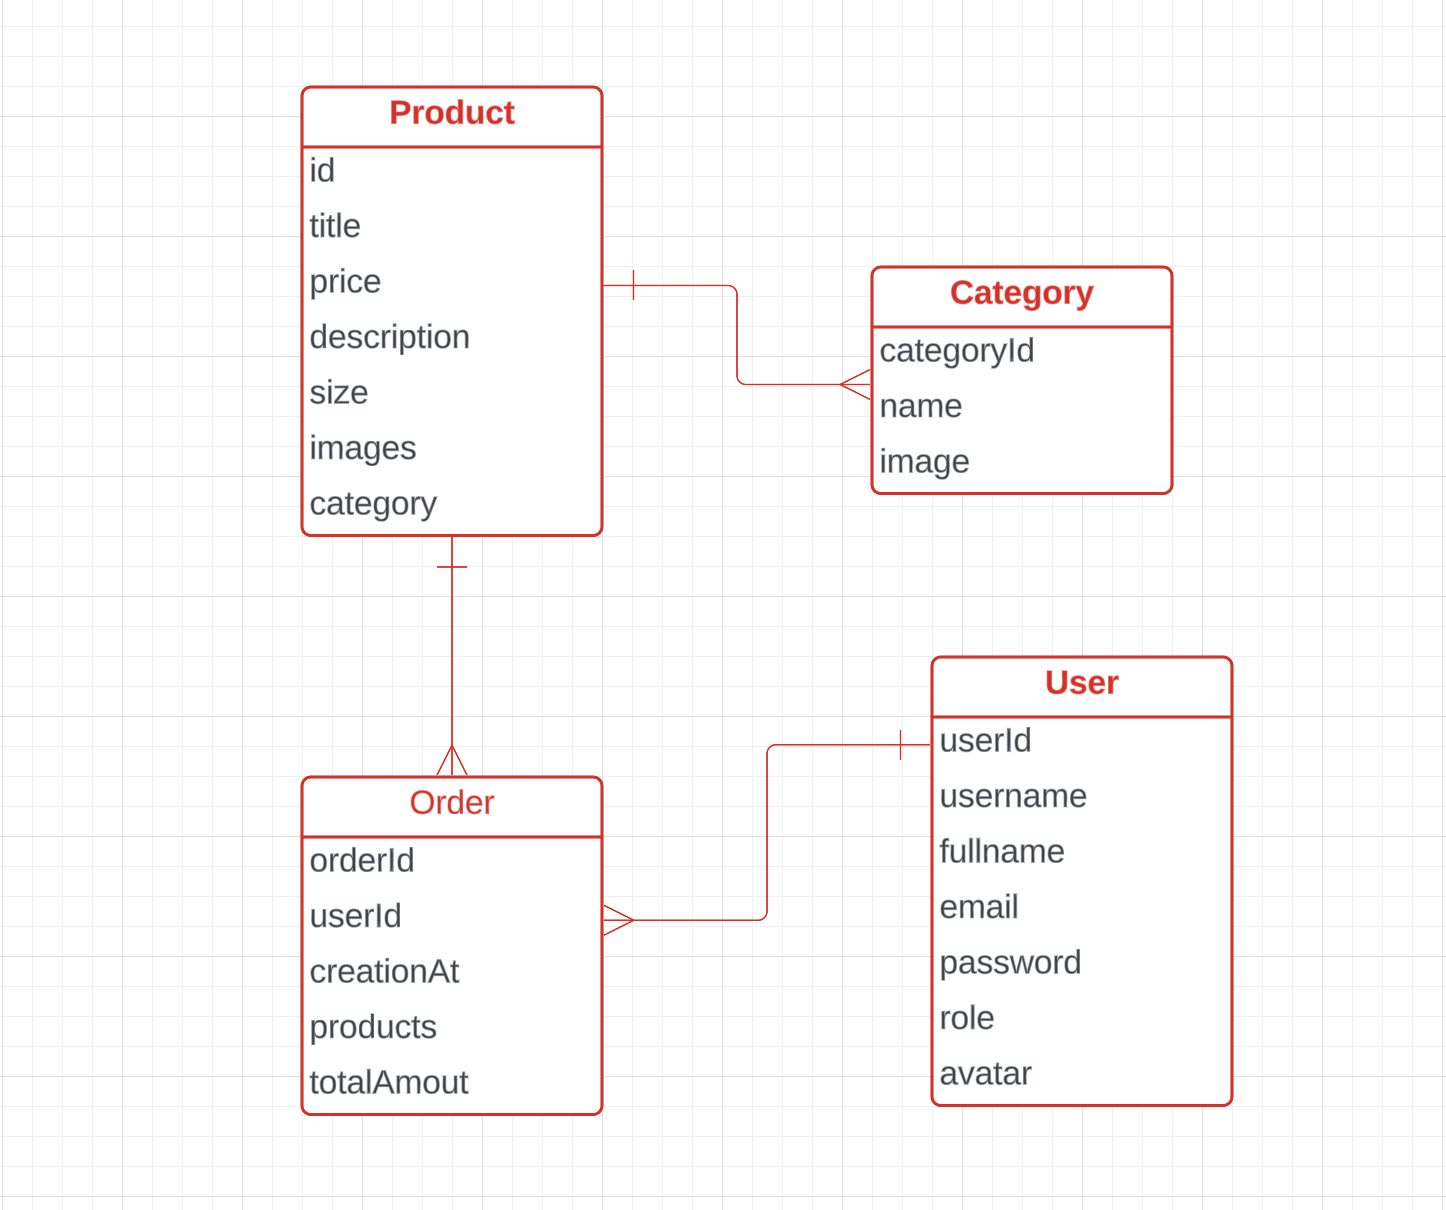 Product
id
title
price
description
size
images
category
Category
categoryId
name
image
Order
orderId
userId
creationAt
products
totalAmout
User
userId
username
fullname
email
password
role
avatar